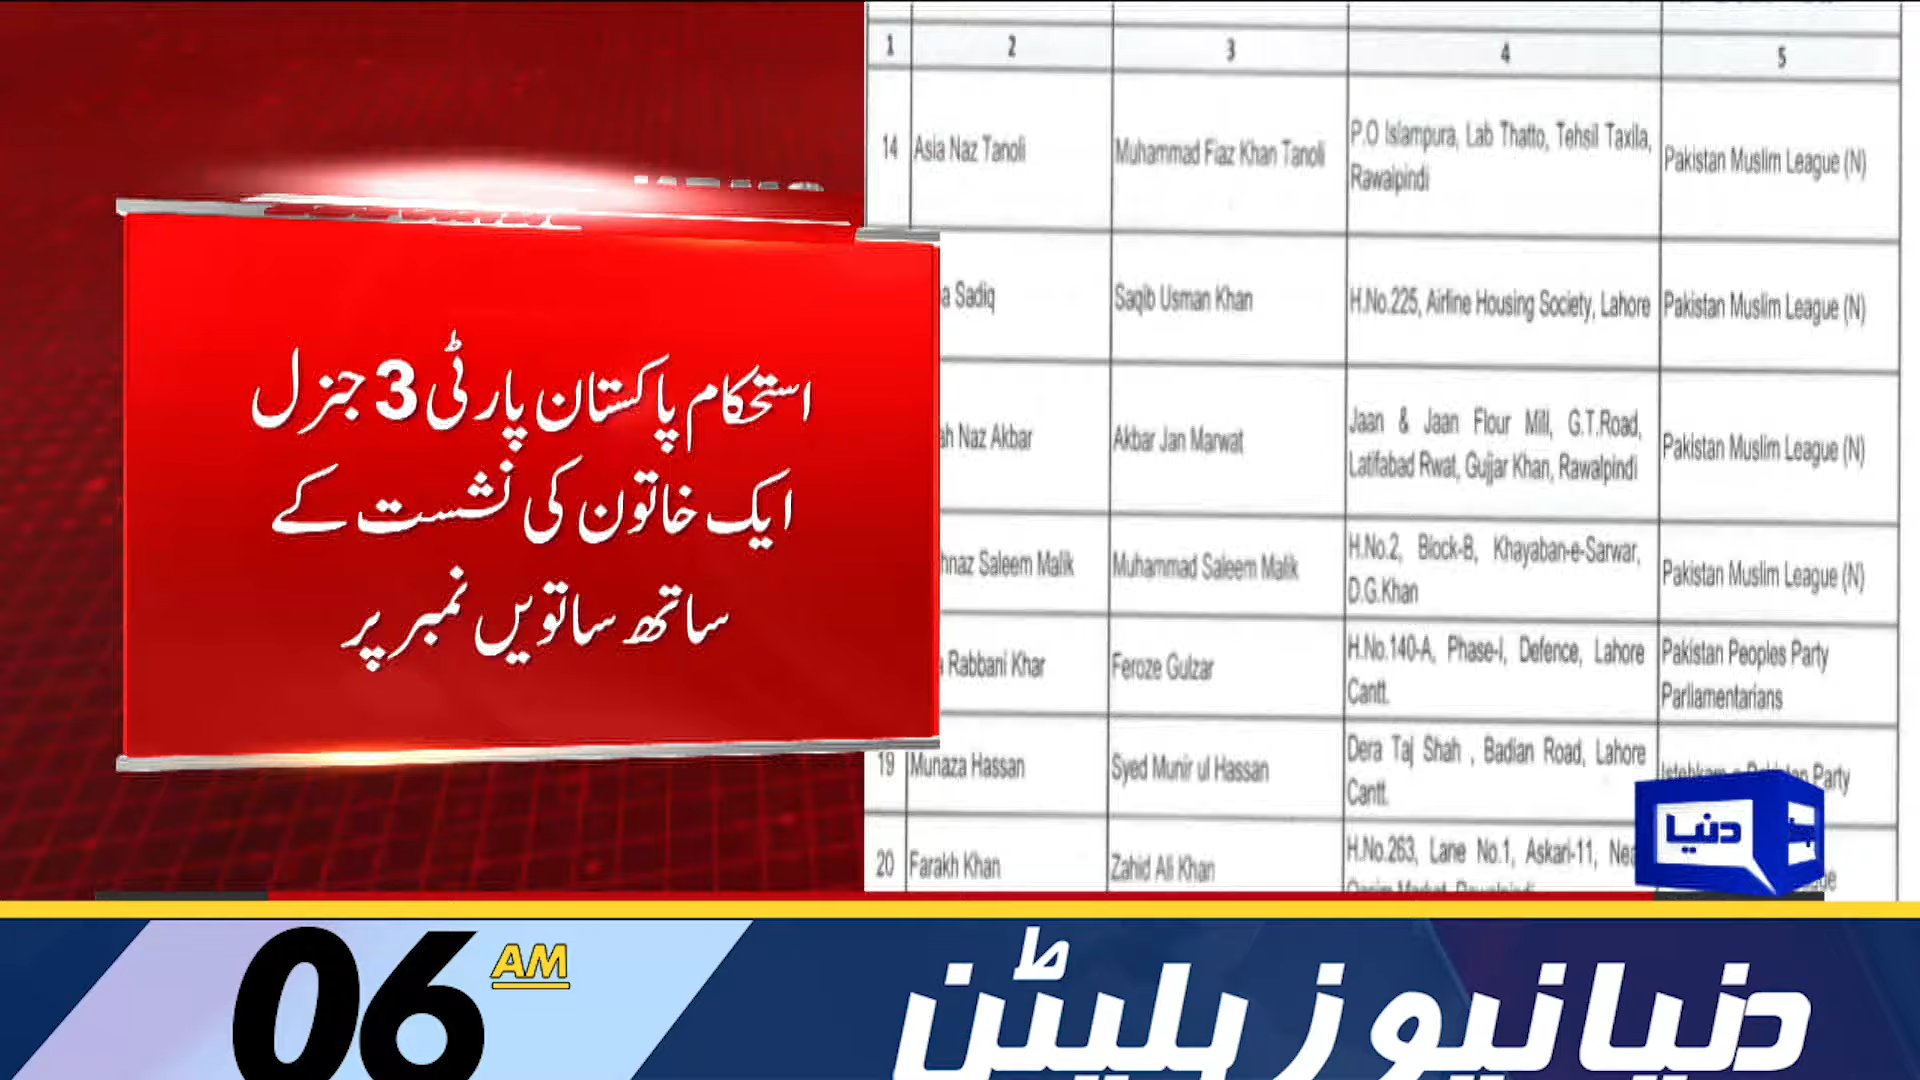 استحکام پاکستان پارٹی 3 جنرل
ایک خاتون کی نشست کے
ساتھ ساتویں نمبر پر
1 2 3 4 5
14 Asia Naz Tanoli Muhammad Fiaz Khan Tanoli P.O Islampura, Lab Thatto, Tehsil Taxila, Rawalpindi Pakistan Muslim League (N)
Sadiq Saqib Usman Khan H.No.225, Airline Housing Society, Lahore Pakistan Muslim League (N)
Naz Akbar Akbar Jan Marwat Jaan & Jaan Flour Mill, G.T.Road, Latifabad Rwat, Gujjar Khan, Rawalpindi Pakistan Muslim League (N)
Saleem Malik Muhammad Saleem Malik H.No.2, Block-B, Khayaban-e-Sarwar, D.G.Khan Pakistan Muslim League (N)
Rabbani Khar Feroze Gulzar H.No.140-A, Phase-I, Defence, Lahore Cantt. Pakistan Peoples Party Parliamentarians
19 Munaza Hassan Syed Munir ul Hassan Dera Taj Shah , Badian Road, Lahore Cantt. Party
20 Farakh Khan Zahid Ali Khan H.No.263, Lane No.1, Askari-11,
دنیا
06 AM
دنیا نیوز بلیٹن